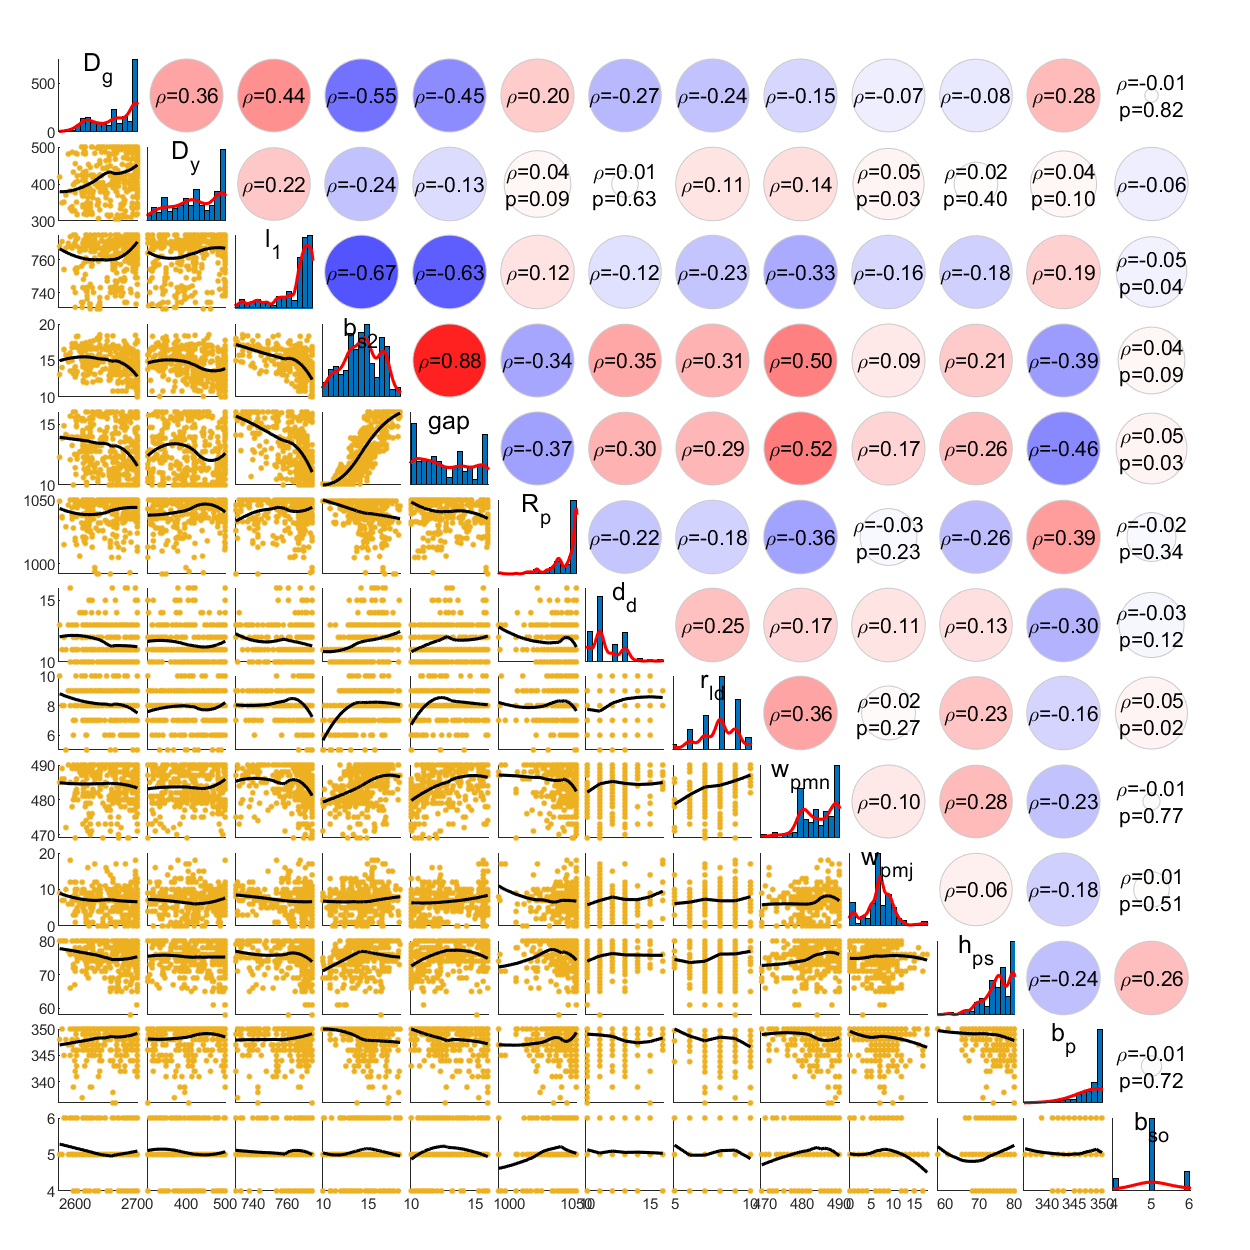 D_g
500
0
ρ=0.36
ρ=0.44
ρ=-0.55
ρ=-0.45
ρ=0.20
ρ=-0.27
ρ=-0.24
ρ=-0.15
ρ=-0.07
ρ=-0.08
ρ=0.28
ρ=-0.01
p=0.82
500
400
300
D_y
ρ=0.22
ρ=-0.24
ρ=-0.13
ρ=0.04
p=0.09
ρ=0.01
p=0.63
ρ=0.11
ρ=0.14
ρ=0.05
p=0.03
ρ=0.02
p=0.40
ρ=0.04
p=0.10
ρ=-0.06
760
740
l_1
ρ=-0.67
ρ=-0.63
ρ=0.12
ρ=-0.12
ρ=-0.23
ρ=-0.33
ρ=-0.16
ρ=-0.18
ρ=0.19
ρ=-0.05
p=0.04
20
15
10
b_s2
ρ=0.88
ρ=-0.34
ρ=0.35
ρ=0.31
ρ=0.50
ρ=0.09
ρ=0.21
ρ=-0.39
ρ=0.04
p=0.09
15
10
gap
ρ=-0.37
ρ=0.30
ρ=0.29
ρ=0.52
ρ=0.17
ρ=0.26
ρ=-0.46
ρ=0.05
p=0.03
1050
1000
R_p
ρ=-0.22
ρ=-0.18
ρ=-0.36
ρ=-0.03
p=0.23
ρ=-0.26
ρ=0.39
ρ=-0.02
p=0.34
15
10
d_d
ρ=0.25
ρ=0.17
ρ=0.11
ρ=0.13
ρ=-0.30
ρ=-0.03
p=0.12
10
8
6
r_ld
ρ=0.36
ρ=0.02
p=0.27
ρ=0.23
ρ=-0.16
ρ=0.05
p=0.02
490
480
470
w_pmn
ρ=0.10
ρ=0.28
ρ=-0.23
ρ=-0.01
p=0.77
20
10
0
w_pmj
ρ=0.06
ρ=-0.18
ρ=0.01
p=0.51
80
70
60
h_ps
ρ=-0.24
ρ=0.26
350
345
340
b_p
ρ=-0.01
p=0.72
6
5
4
b_so
2600 2700 400 500 740 760 10 15 10 15 1000 1050 10 15 5 10 470 480 490 0 5 10 15 60 70 80 340 345 350 4 5 6